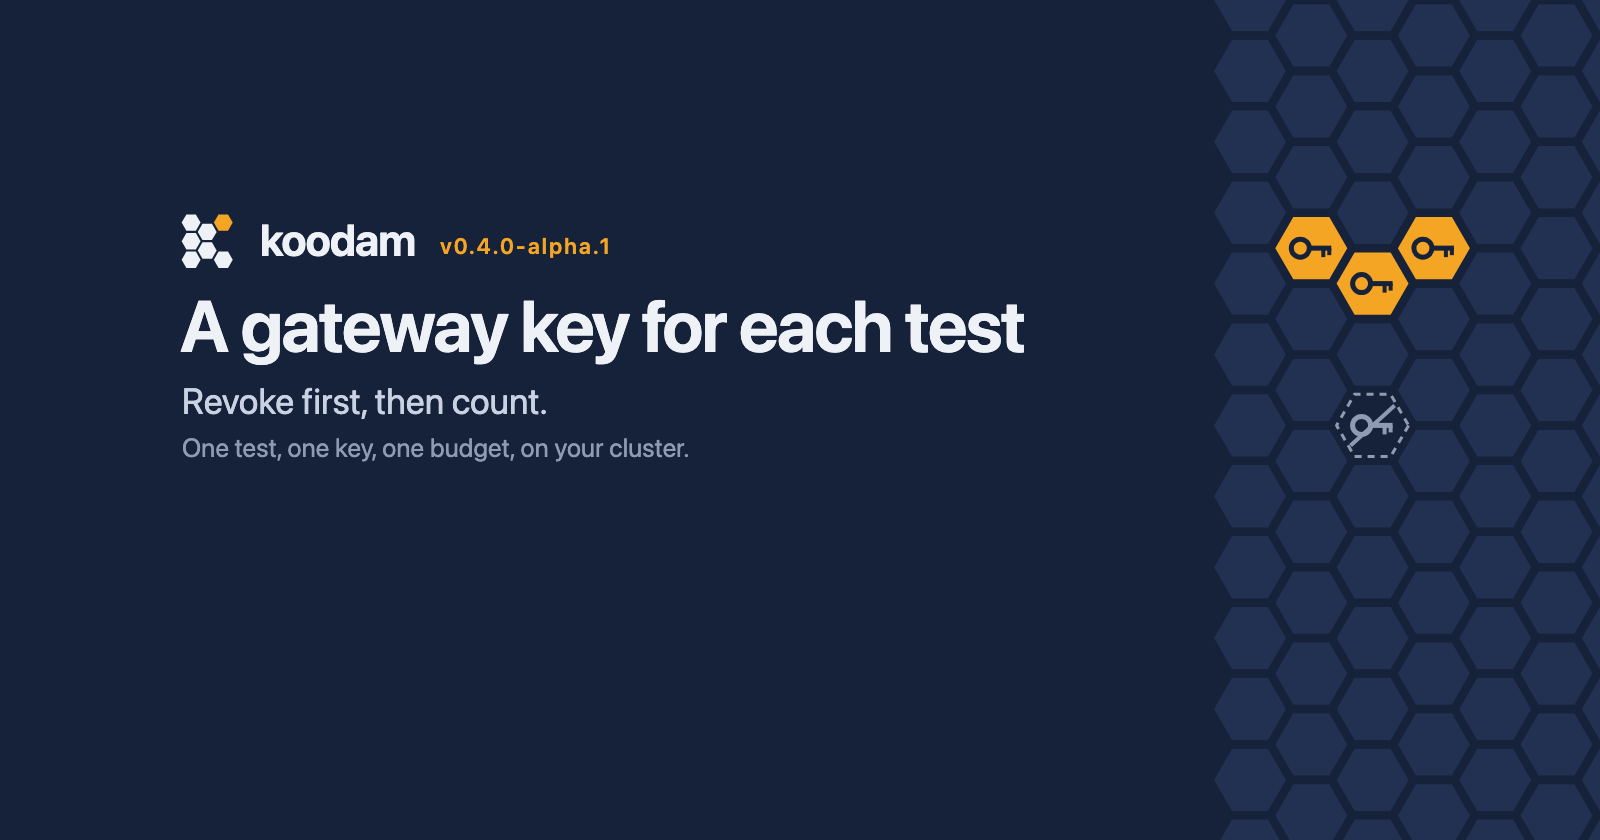 koodam v0.4.0-alpha.1
A gateway key for each test
Revoke first, then count.
One test, one key, one budget, on your cluster.